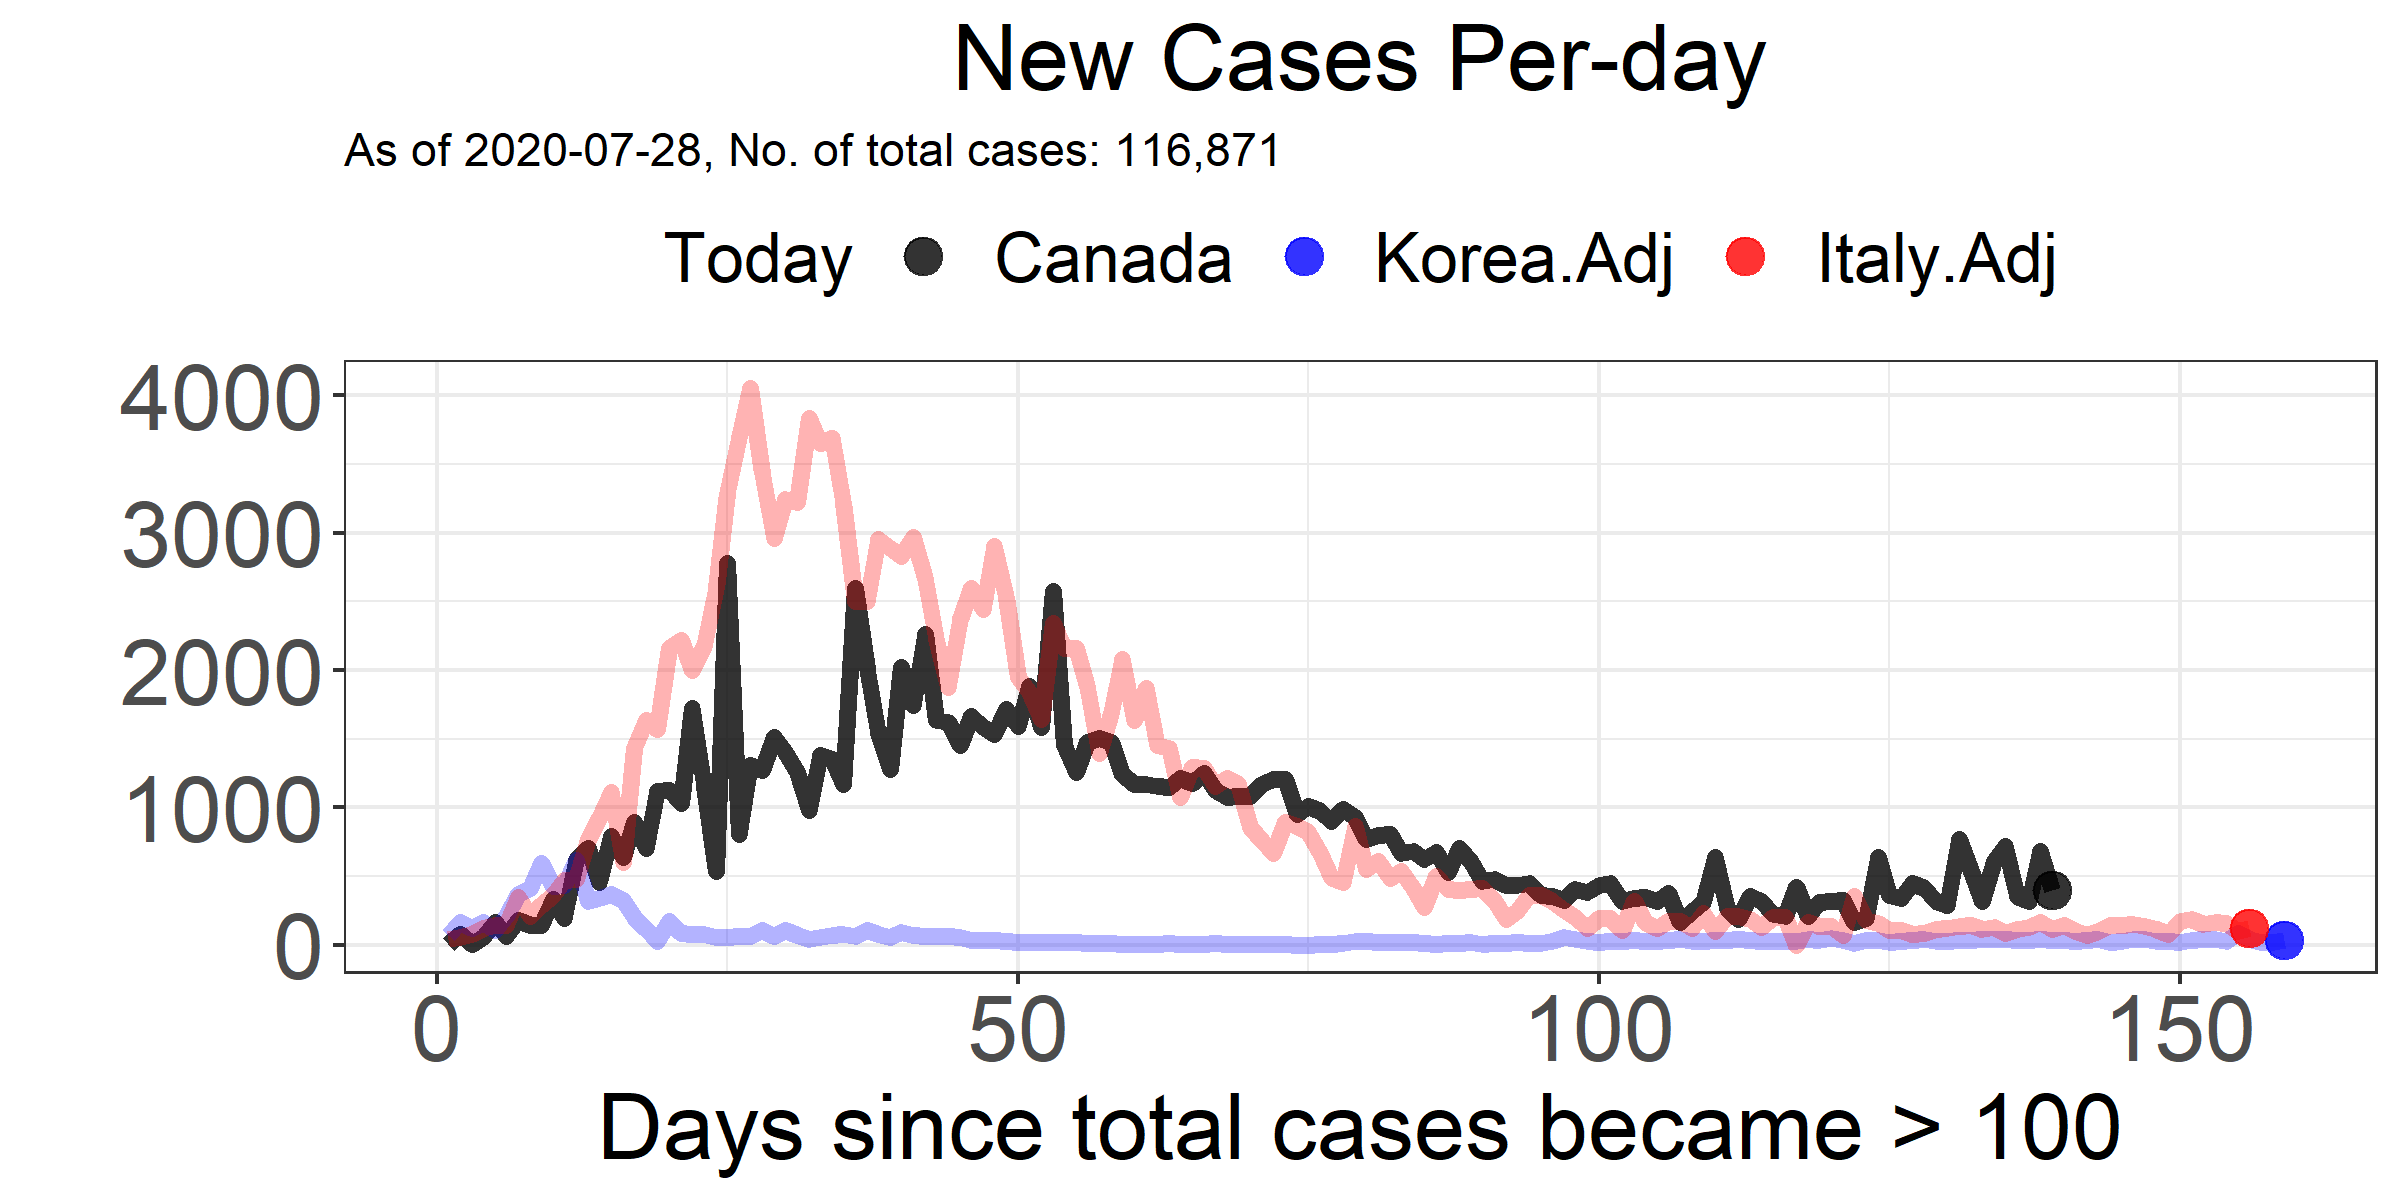 New Cases Per-day
As of 2020-07-28, No. of total cases: 116,871
Today Canada Korea.Adj Italy.Adj
4000
3000
2000
1000
0
0 50 100 150
Days since total cases became > 100